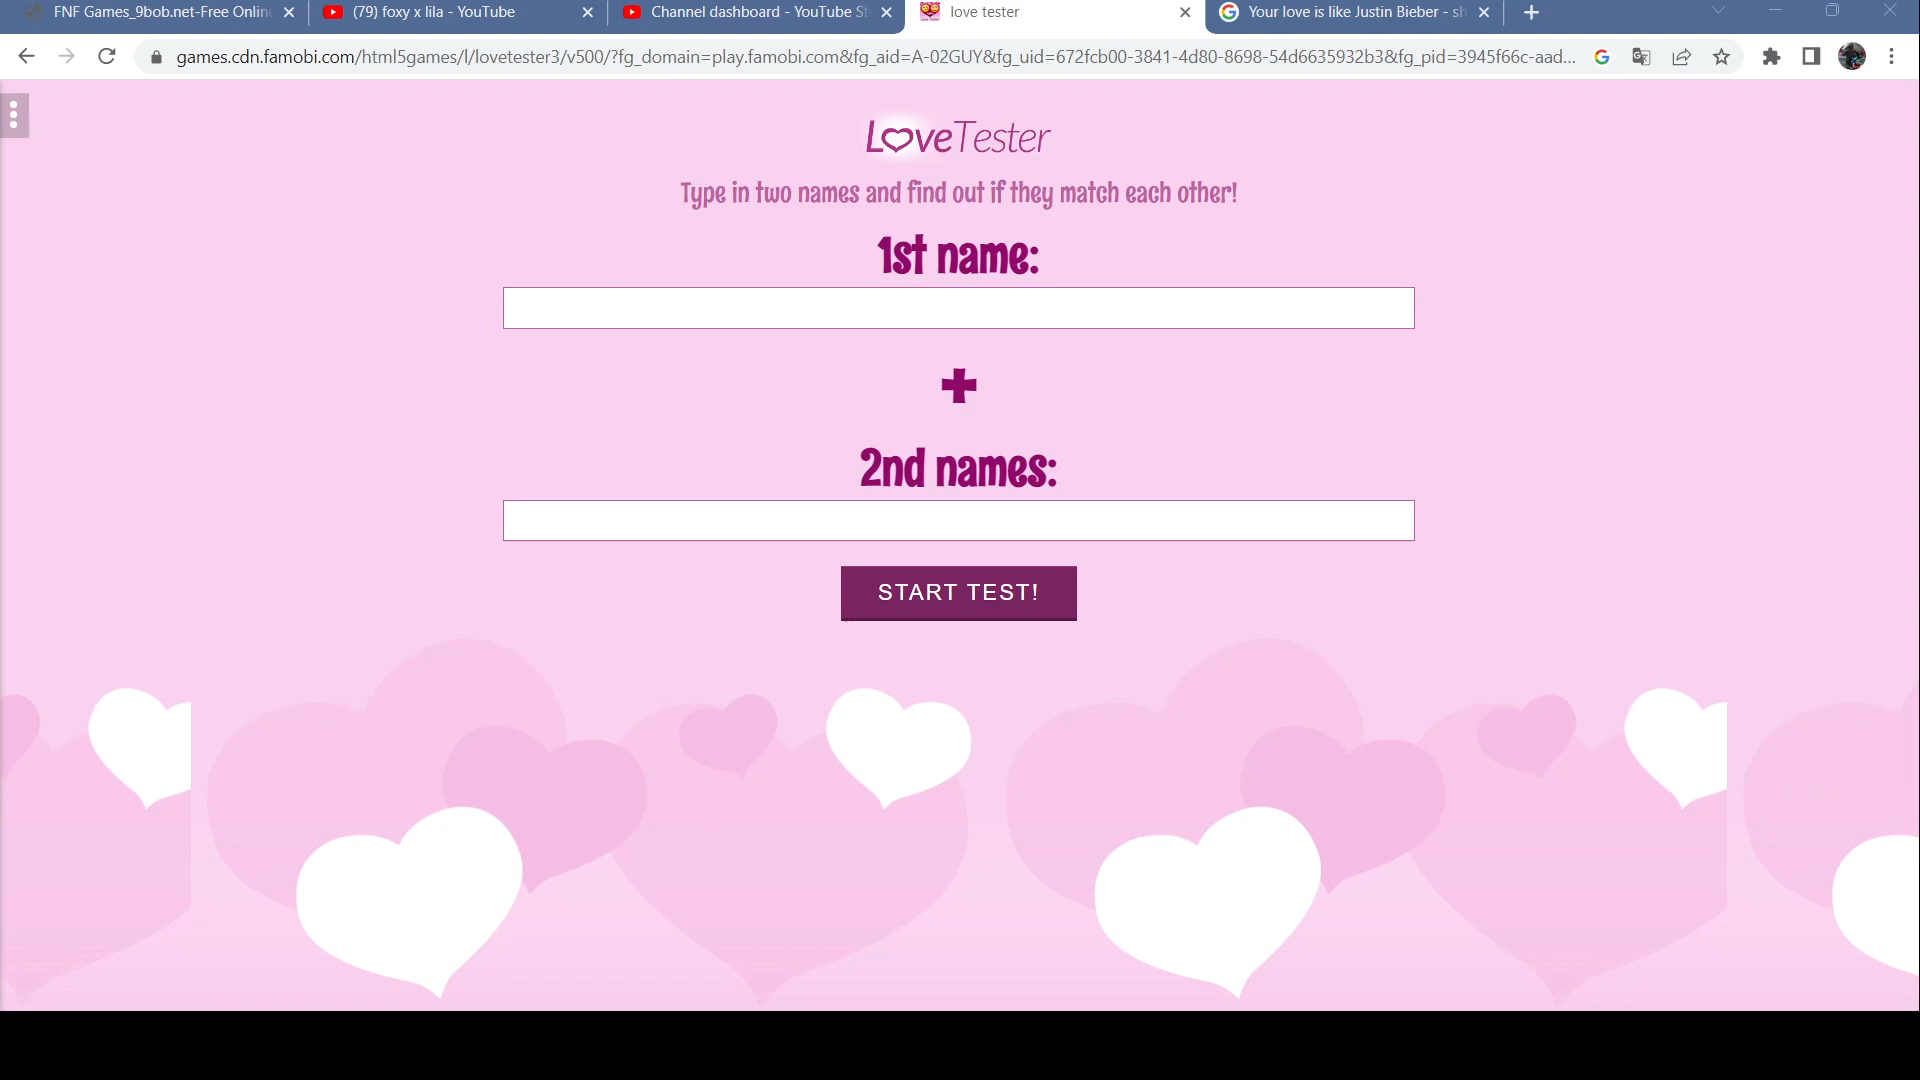 FNF Games_9bob.net-Free Onlin
(79) foxy x lila - YouTube
Channel dashboard - YouTube St
love tester
Your love is like Justin Bieber - sh
games.cdn.famobi.com/html5games/l/lovetester3/v500/?fg_domain=play.famobi.com&fg_aid=A-02GUY&fg_uid=672fcb00-3841-4d80-8698-54d6635932b3&fg_pid=3945f66c-aad...
LoveTester
Type in two names and find out if they match each other!
1st name:
+
2nd names:
START TEST!